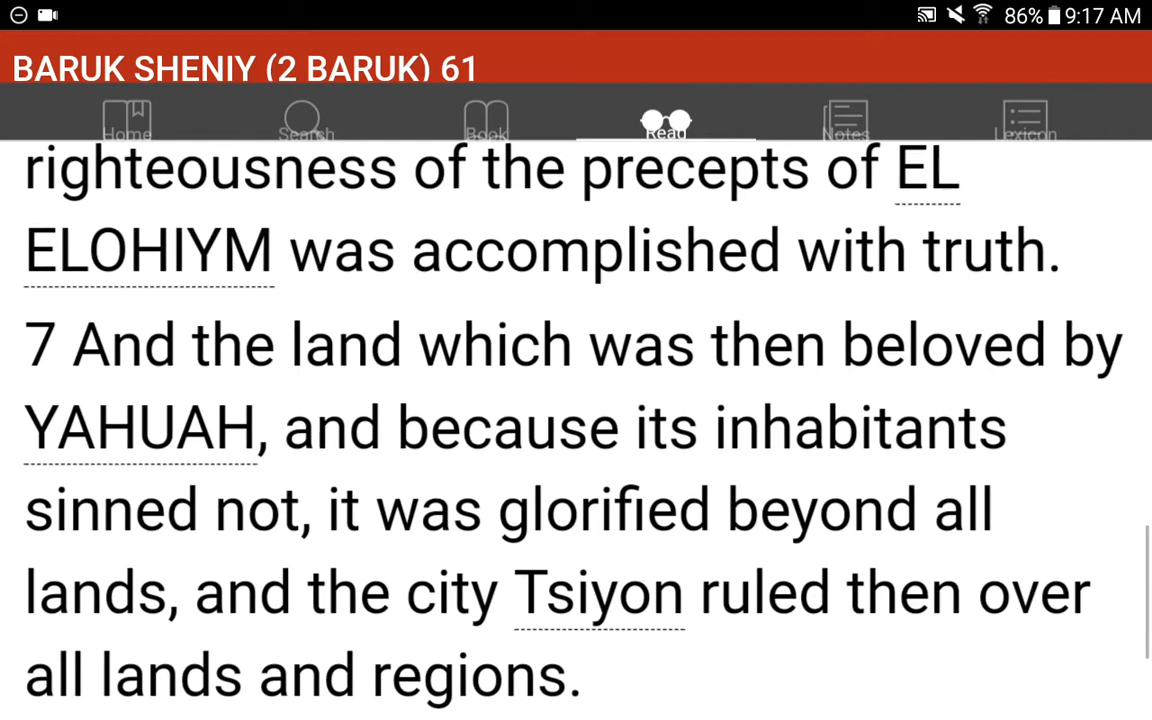 86% 9:17 AM
BARUK SHENIY (2 BARUK) 61
Home Search Book Read Notes Lexicon
righteousness of the precepts of EL
ELOHIYM was accomplished with truth.
7 And the land which was then beloved by
YAHUAH, and because its inhabitants
sinned not, it was glorified beyond all
lands, and the city Tsiyon ruled then over
all lands and regions.